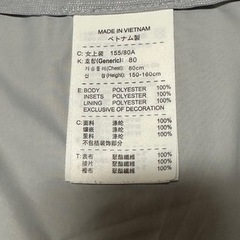 MADE IN VIETNAM
ベトナム製
C: 女上装 155/80A
K: 호칭(Generic): 80
가슴둘레(Chest): 80cm
신 장(Height): 150-160cm
E: BODY POLYESTER 100%
INSETS POLYESTER 100%
LINING POLYESTER 100%
EXCLUSIVE OF DECORATION
C: 面料 涤纶 100%
镶嵌 涤纶 100%
里料 涤纶 100%
不包括装饰部分
T: 表布 聚酯纖維 100%
接片 聚酯纖維 100%
裡布 聚酯纖維 100%